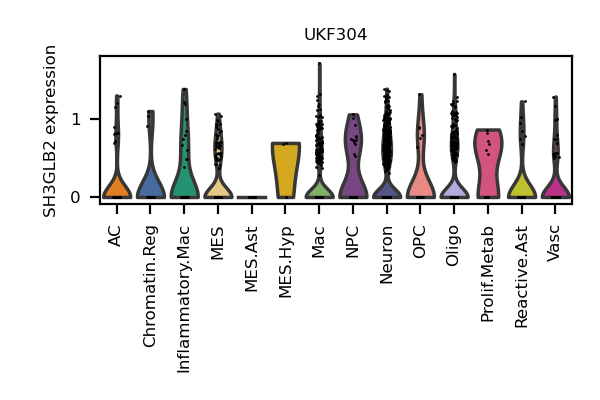 UKF304
SH3GLB2 expression
1
0
AC
Chromatin.Reg
Inflammatory.Mac
MES
MES.Ast
MES.Hyp
Mac
NPC
Neuron
OPC
Oligo
Prolif.Metab
Reactive.Ast
Vasc